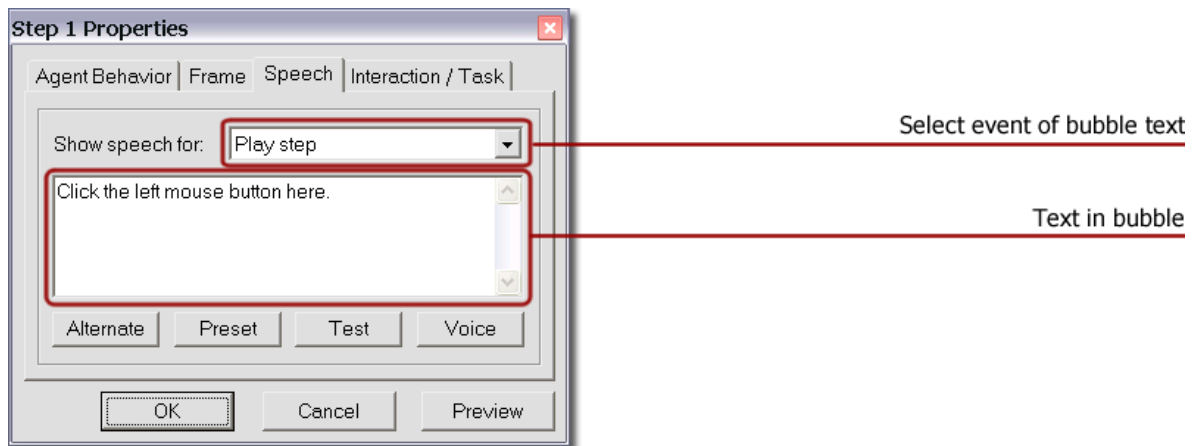 Step 1 Properties
Agent Behavior Frame Speech Interaction / Task
Select event of bubble text
Show speech for: Play step
Click the left mouse button here.
Text in bubble
Alternate Preset Test Voice
OK Cancel Preview